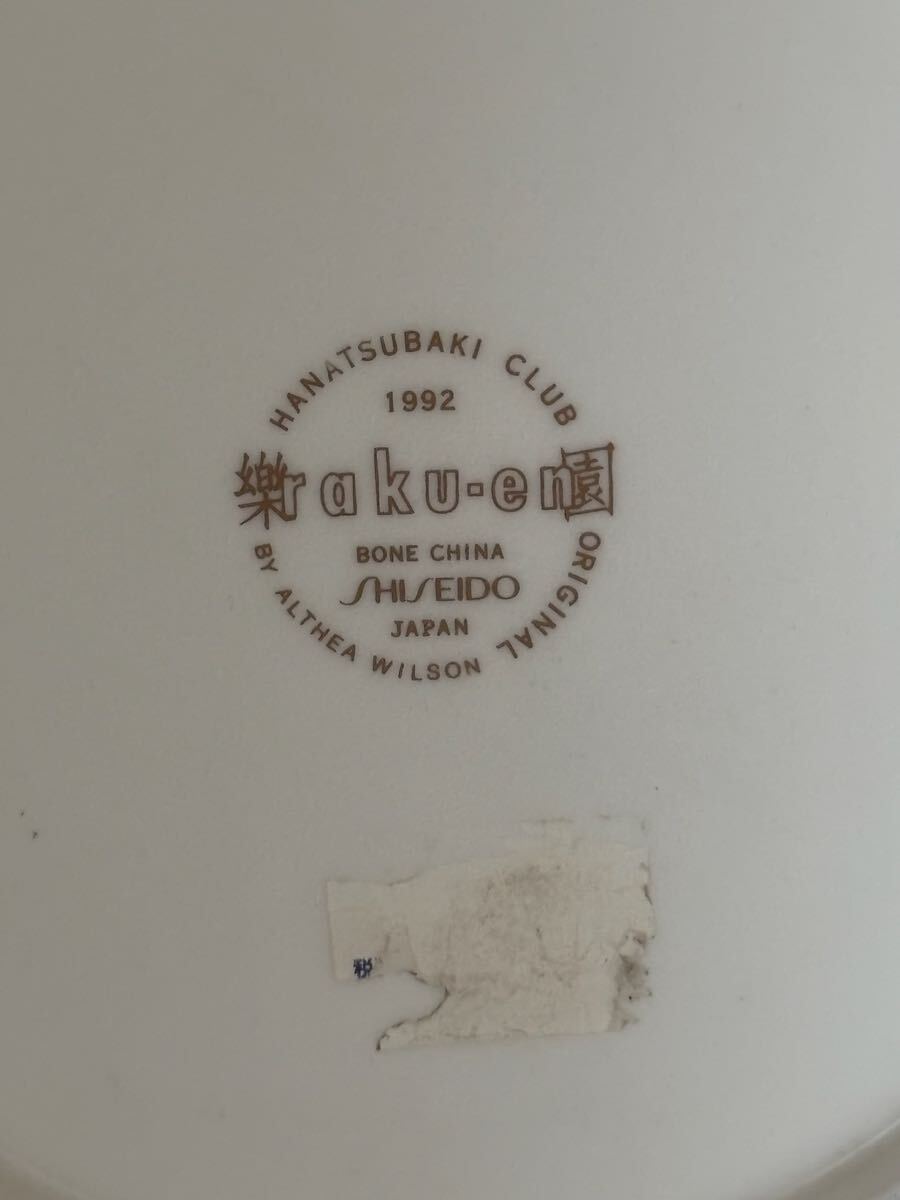 HANATSUBAKI CLUB ORIGINAL
1992
樂raku-en園
BONE CHINA
SHISEIDO
JAPAN
BY ALTHEA WILSON
税